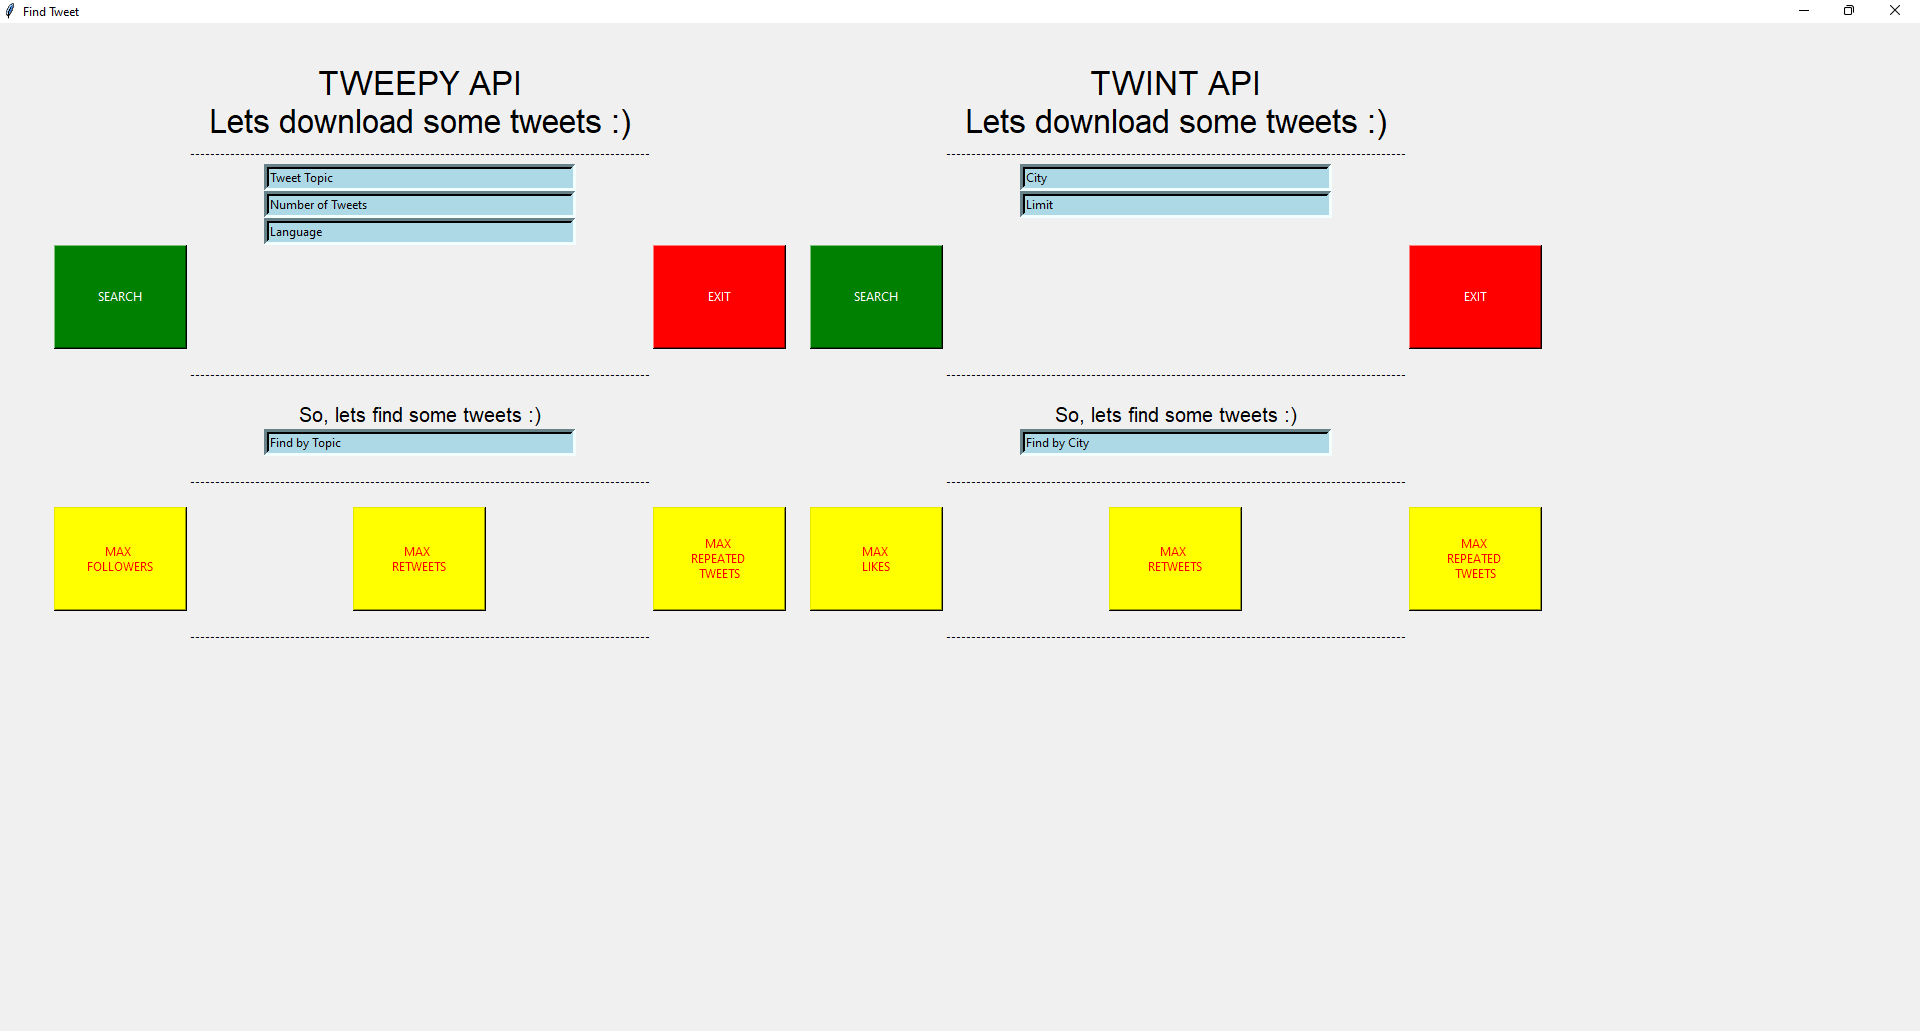 Find Tweet
TWEEPY API
Lets download some tweets :)
--------------------------------------------------------------------------------------------
Tweet Topic
Number of Tweets
Language
SEARCH
EXIT
--------------------------------------------------------------------------------------------
So, lets find some tweets :)
Find by Topic
--------------------------------------------------------------------------------------------
MAX
FOLLOWERS
MAX
RETWEETS
MAX
REPEATED
TWEETS
--------------------------------------------------------------------------------------------
TWINT API
Lets download some tweets :)
--------------------------------------------------------------------------------------------
City
Limit
SEARCH
EXIT
--------------------------------------------------------------------------------------------
So, lets find some tweets :)
Find by City
--------------------------------------------------------------------------------------------
MAX
LIKES
MAX
RETWEETS
MAX
REPEATED
TWEETS
--------------------------------------------------------------------------------------------